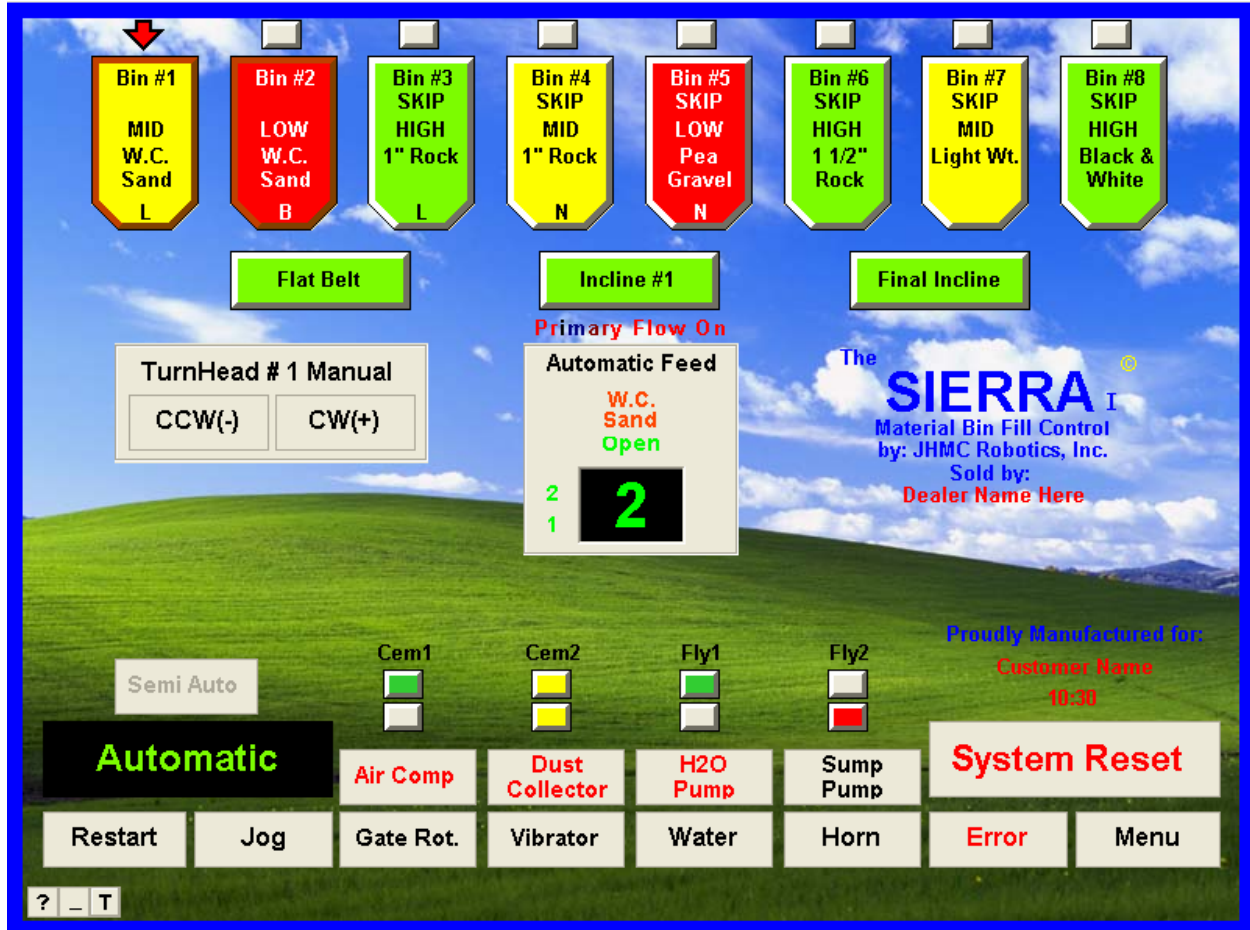 Bin #1
MID
W.C.
Sand
L
Bin #2
LOW
W.C.
Sand
B
Bin #3
SKIP
HIGH
1" Rock
L
Bin #4
SKIP
MID
1" Rock
N
Bin #5
SKIP
LOW
Pea
Gravel
N
Bin #6
SKIP
HIGH
1 1/2"
Rock
Bin #7
SKIP
MID
Light Wt.
Bin #8
SKIP
HIGH
Black &
White
Flat Belt
Incline #1
Final Incline
Primary Flow On
TurnHead # 1 Manual
CCW(-)
CW(+)
Automatic Feed
W.C.
Sand
Open
2
1
2
The
SIERRA I ©
Material Bin Fill Control
by: JHMC Robotics, Inc.
Sold by:
Dealer Name Here
Proudly Manufactured for:
Customer Name
10:30
Cem1
Cem2
Fly1
Fly2
Semi Auto
Automatic
Air Comp
Dust
Collector
H2O
Pump
Sump
Pump
System Reset
Restart
Jog
Gate Rot.
Vibrator
Water
Horn
Error
Menu
? _ T